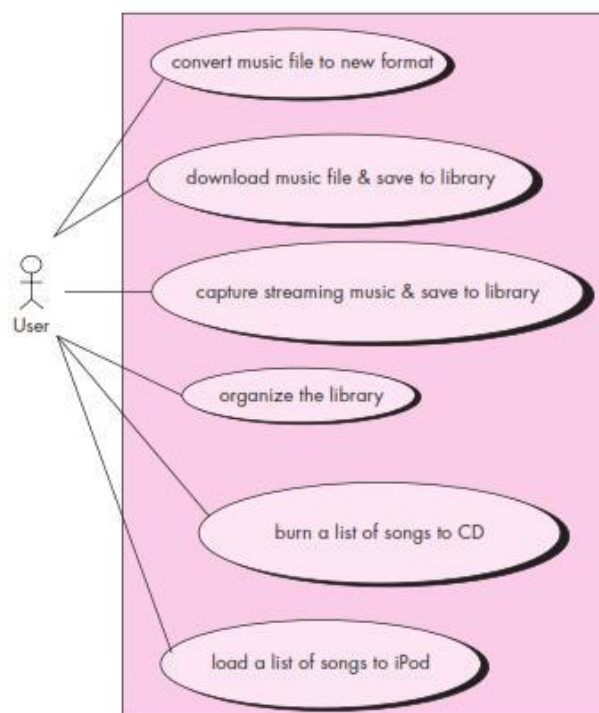 convert music file to new format
download music file & save to library
capture streaming music & save to library
User
organize the library
burn a list of songs to CD
load a list of songs to iPod